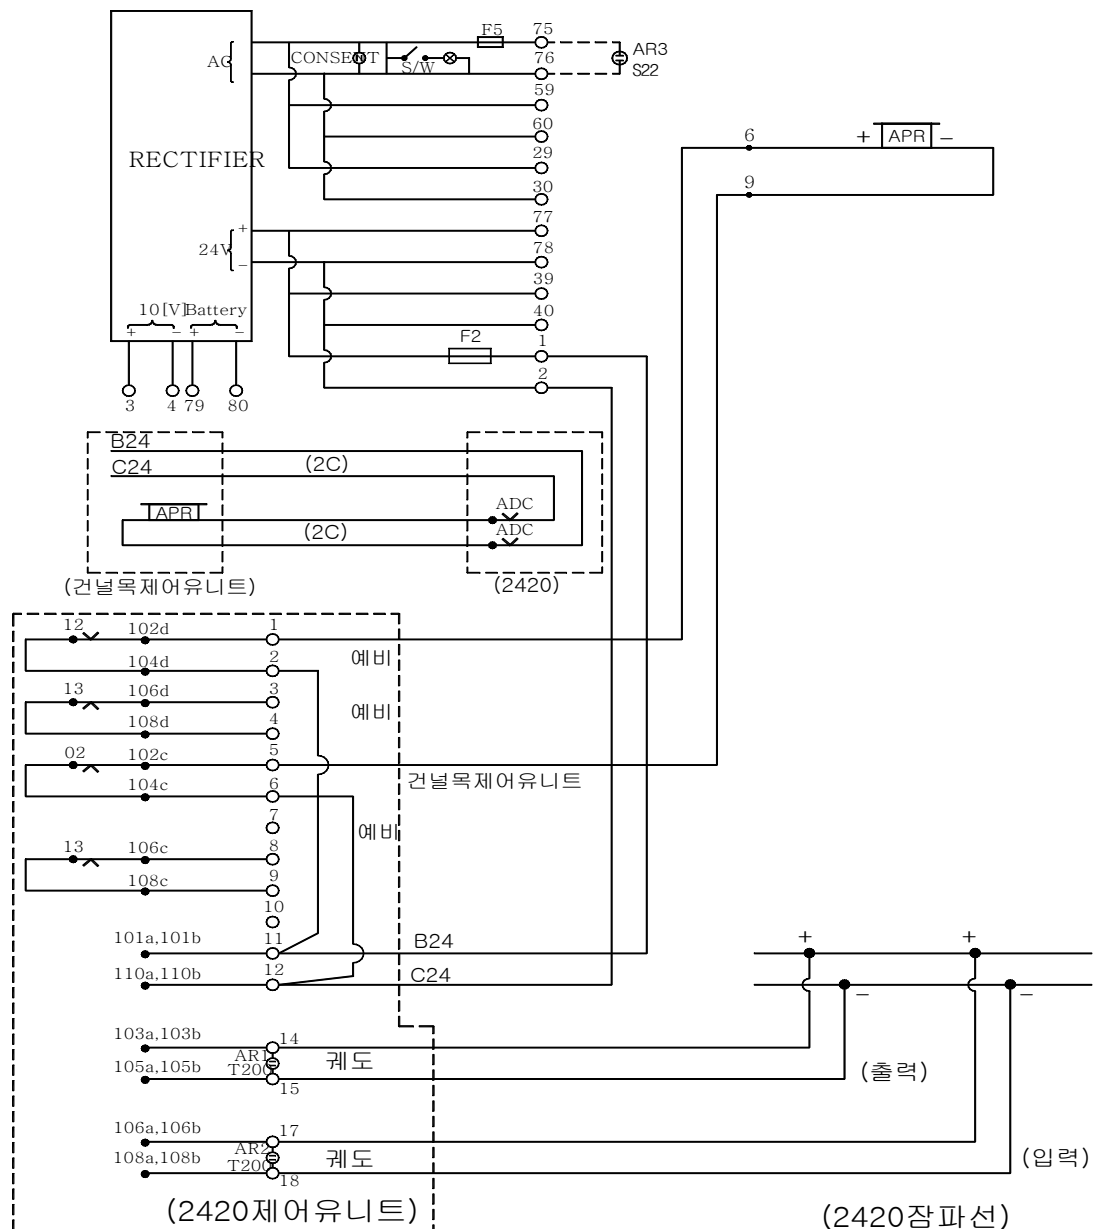 F5
75
AC
CONSENT
S/W
76
AR3
S22
59
60
RECTIFIER
29
30
6
+ APR −
9
+
77
24V
−
78
39
40
10[V] Battery
+ − + −
F2
1
2
3 4 79 80
B24
C24
(2C)
ADC
APR
(2C)
ADC
(건널목제어유니트)
(2420)
12 102d 1
104d 2
예비
13 106d 3
예비
108d 4
02 102c 5
104c 6
건널목제어유니트
7
예비
13 106c 8
108c 9
10
101a,101b 11 B24
110a,110b 12 C24
+ +
− −
103a,103b 14
AR1
궤도
105a,105b T200 15
(출력)
106a,106b 17
AR2
궤도
108a,108b T200 18
(입력)
(2420제어유니트)
(2420잠파선)